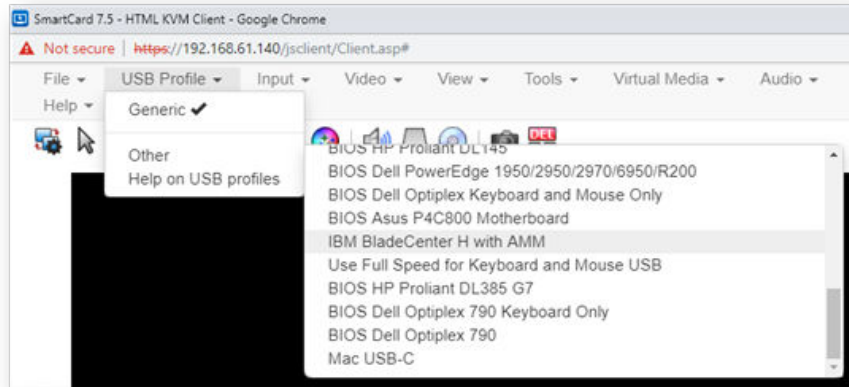 SmartCard 7.5 - HTML KVM Client - Google Chrome
Not secure | https://192.168.61.140/jsclient/Client.asp#
File USB Profile Input Video View Tools Virtual Media Audio
Help
Generic
Other
Help on USB profiles
DEL
BIOS HP Proliant DL145
BIOS Dell PowerEdge 1950/2950/2970/6950/R200
BIOS Dell Optiplex Keyboard and Mouse Only
BIOS Asus P4C800 Motherboard
IBM BladeCenter H with AMM
Use Full Speed for Keyboard and Mouse USB
BIOS HP Proliant DL385 G7
BIOS Dell Optiplex 790 Keyboard Only
BIOS Dell Optiplex 790
Mac USB-C